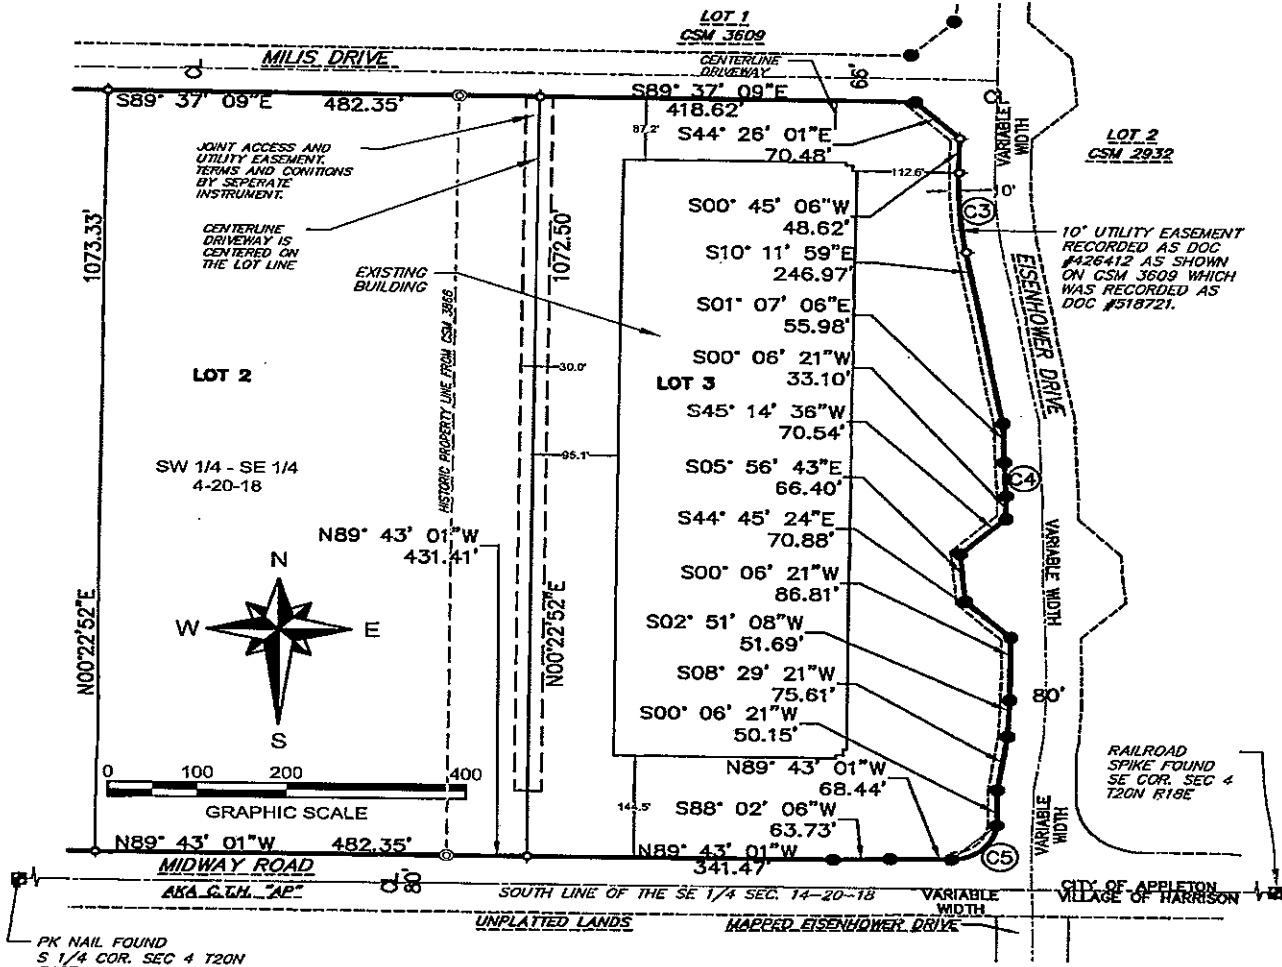 LOT 1
CSM 3609
MILIS DRIVE
CENTERLINE
DRIVEWAY
66'
S89° 37' 09"E 482.35'
S89° 37' 09"E
418.62'
87.2'
S44° 26' 01"E
70.48'
VARIABLE
WIDTH
LOT 2
CSM 2932
JOINT ACCESS AND
UTILITY EASEMENT.
TERMS AND CONITIONS
BY SEPERATE
INSTRUMENT.
112.6'
0'
C3
S00° 45' 06"W
48.62'
CENTERLINE
DRIVEWAY IS
CENTERED ON
THE LOT LINE
1073.33'
1072.50'
10' UTILITY EASEMENT
RECORDED AS DOC
#426412 AS SHOWN
ON CSM 3609 WHICH
WAS RECORDED AS
DOC #518721.
S10° 11' 59"E
246.97'
EXISTING
BUILDING
EISENHOWER DRIVE
S01° 07' 06"E
55.98'
HISTORIC PROPERTY LINE FROM CSM 3866
S00° 06' 21"W
33.10'
LOT 2
30.0'
LOT 3
S45° 14' 36"W
70.54'
95.1'
SW 1/4 - SE 1/4
4-20-18
S05° 56' 43"E
66.40'
C4
N89° 43' 01"W
431.41'
S44° 45' 24"E
70.88'
VARIABLE WIDTH
N
W
E
S
N00°22'52"E
N00°22'52"E
S00° 06' 21"W
86.81'
S02° 51' 08"W
51.69'
S08° 29' 21"W
75.61'
80'
S00° 06' 21"W
50.15'
0 100 200 400
GRAPHIC SCALE
N89° 43' 01"W
68.44'
RAILROAD
SPIKE FOUND
SE COR. SEC 4
T20N R18E
144.5'
S88° 02' 06"W
63.73'
VARIABLE
WIDTH
N89° 43' 01"W 482.35'
N89° 43' 01"W
341.47'
C5
MIDWAY ROAD
AKA C.T.H. "AP"
80'
SOUTH LINE OF THE SE 1/4 SEC. 14-20-18
VARIABLE
WIDTH
CITY OF APPLETON
VILLAGE OF HARRISON
UNPLATTED LANDS
MAPPED EISENHOWER DRIVE
PK NAIL FOUND
S 1/4 COR. SEC 4 T20N